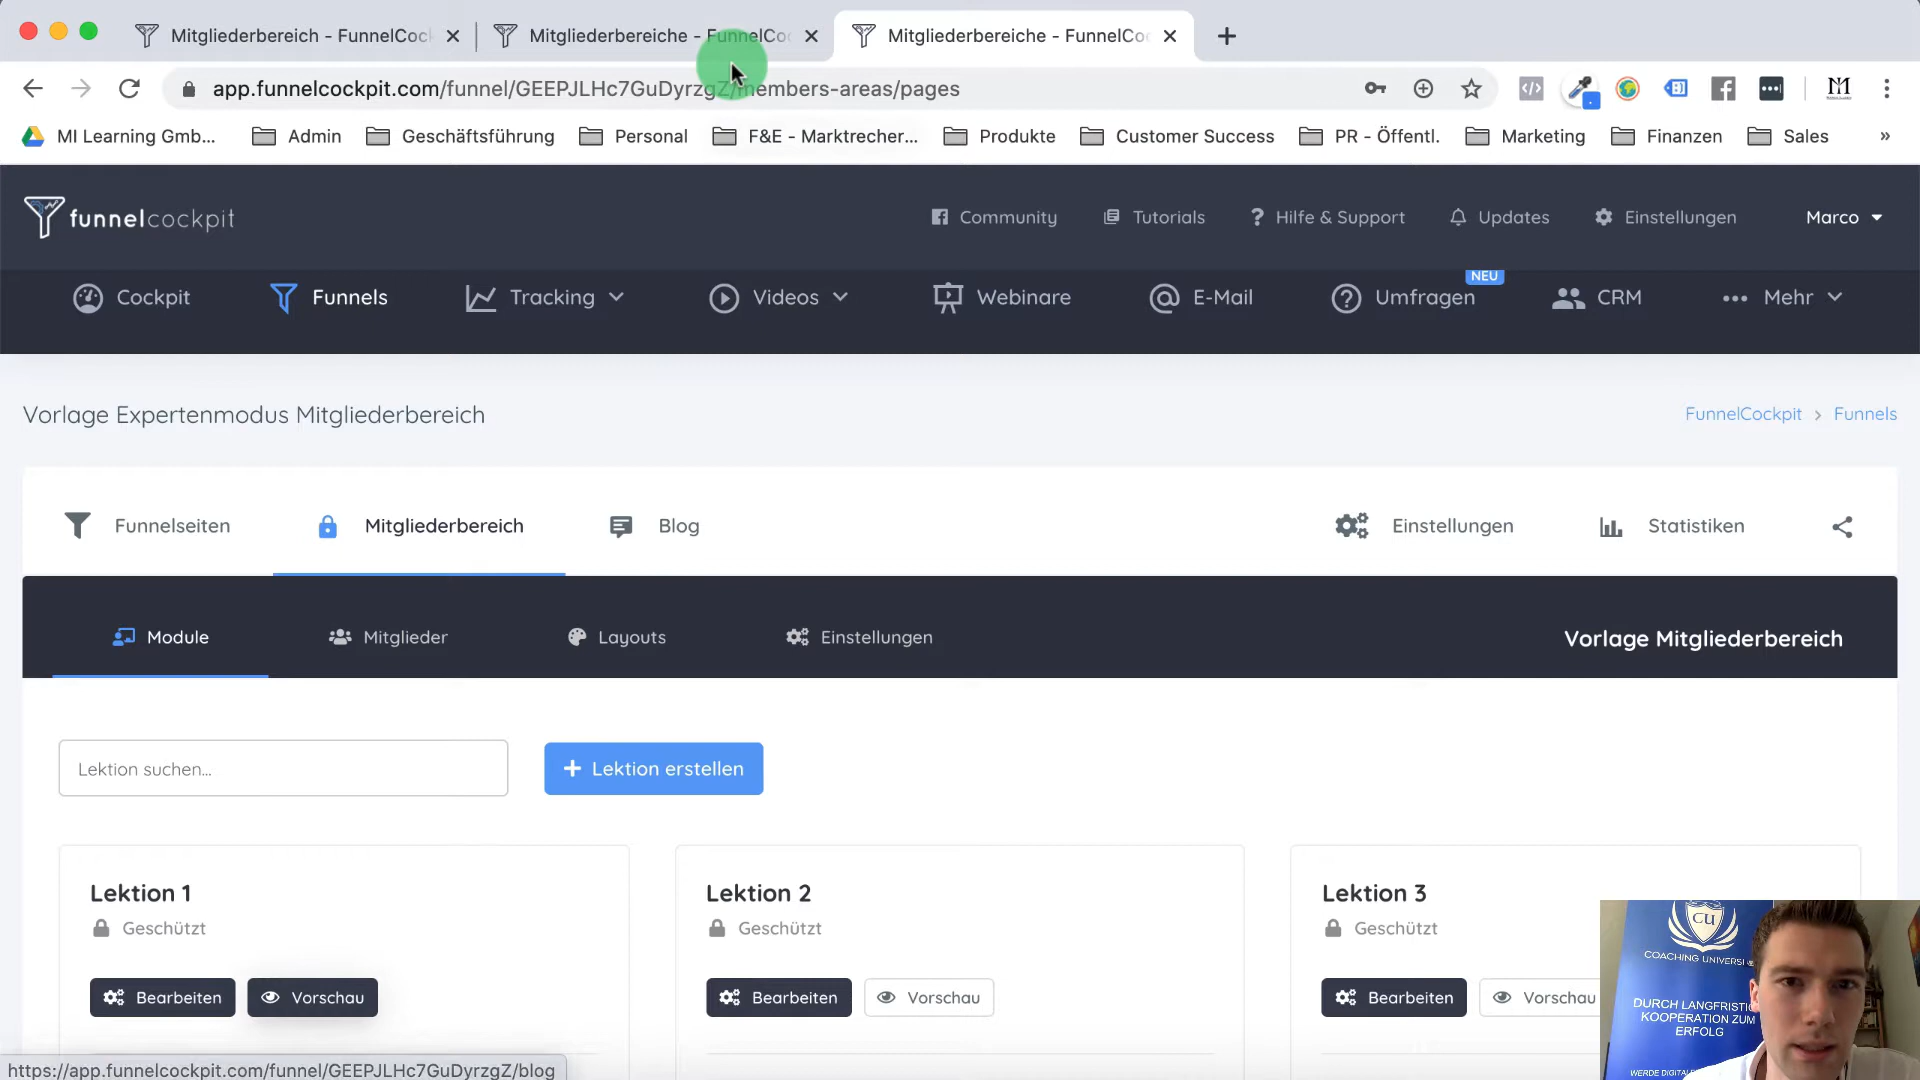 Mitgliederbereich - FunnelCoc
Mitgliederbereiche - FunnelCo
Mitgliederbereiche - FunnelCo
app.funnelcockpit.com/funnel/GEEPJLHc7GuDyrzgZ/members-areas/pages
MI Learning Gmb... Admin Geschäftsführung Personal F&E - Marktrecher... Produkte Customer Success PR - Öffentl. Marketing Finanzen Sales »
funnelcockpit Community Tutorials Hilfe & Support Updates Einstellungen Marco
NEU
Cockpit Funnels Tracking Videos Webinare E-Mail Umfragen CRM Mehr
Vorlage Expertenmodus Mitgliederbereich FunnelCockpit > Funnels
Funnelseiten Mitgliederbereich Blog Einstellungen Statistiken
Module Mitglieder Layouts Einstellungen Vorlage Mitgliederbereich
Lektion suchen... + Lektion erstellen
Lektion 1 Lektion 2 Lektion 3
Geschützt Geschützt Geschützt
Bearbeiten Vorschau Bearbeiten Vorschau Bearbeiten Vorschau
CU
COACHING UNIVERSI
DURCH LANGFRISTIG
KOOPERATION ZUM
ERFOLG
WERDE DIGITAL
https://app.funnelcockpit.com/funnel/GEEPJLHc7GuDyrzgZ/blog